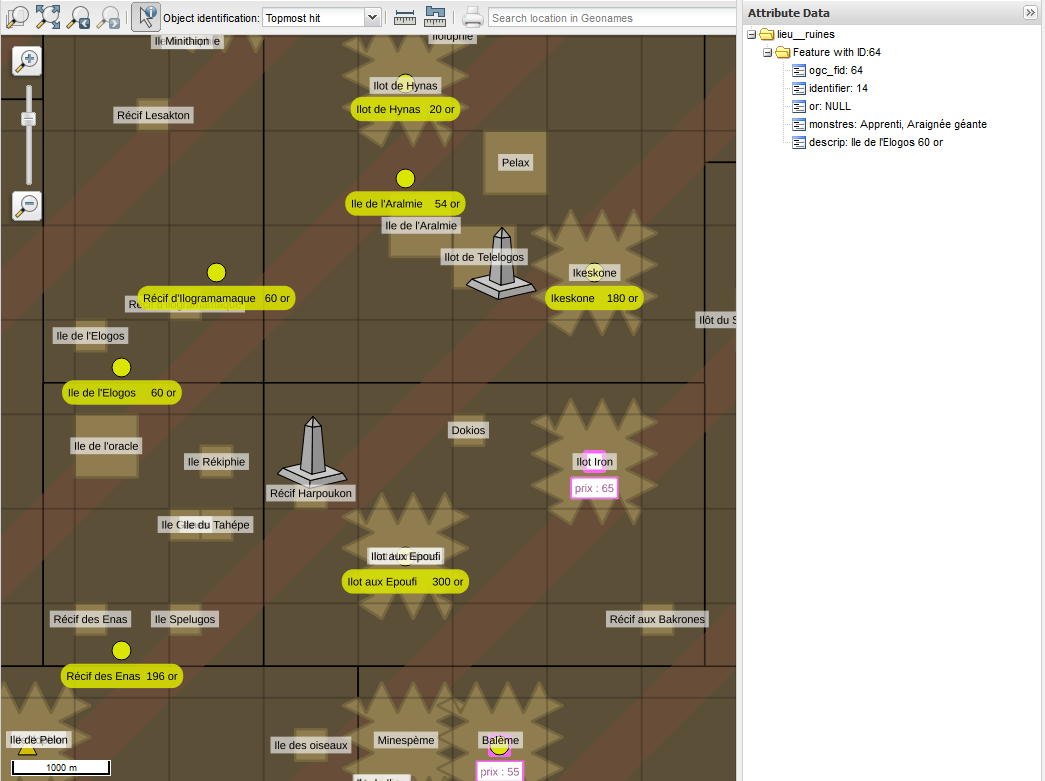 Object identification: Topmost hit
Search location in Geonames
Attribute Data
lieu__ruines
Feature with ID:64
ogc_fid: 64
identifier: 14
or: NULL
monstres: Apprenti, Araignée géante
descrip: Ile de l'Elogos 60 or
Ilot de Hynas
Ilot de Hynas 20 or
Récif Lesakton
Pelax
Ile de l'Aralmie 54 or
Ile de l'Aralmie
Ilot de Telelogos
Ikeskone
Ikeskone 180 or
Récif d'Ilogramamaque 60 or
Ilôt du S
Ile de l'Elogos
Ile de l'Elogos 60 or
Ile de l'oracle
Dokios
Ile Rékiphie
Ilot Iron
prix : 65
Récif Harpoukon
Ile du Tahépe
Ilot aux Epoufi
Ilot aux Epoufi 300 or
Récif des Enas
Ile Spelugos
Récif aux Bakrones
Récif des Enas 196 or
Ile de Pelon
Ile des oiseaux
Minespème
Balème
prix : 55
1000 m